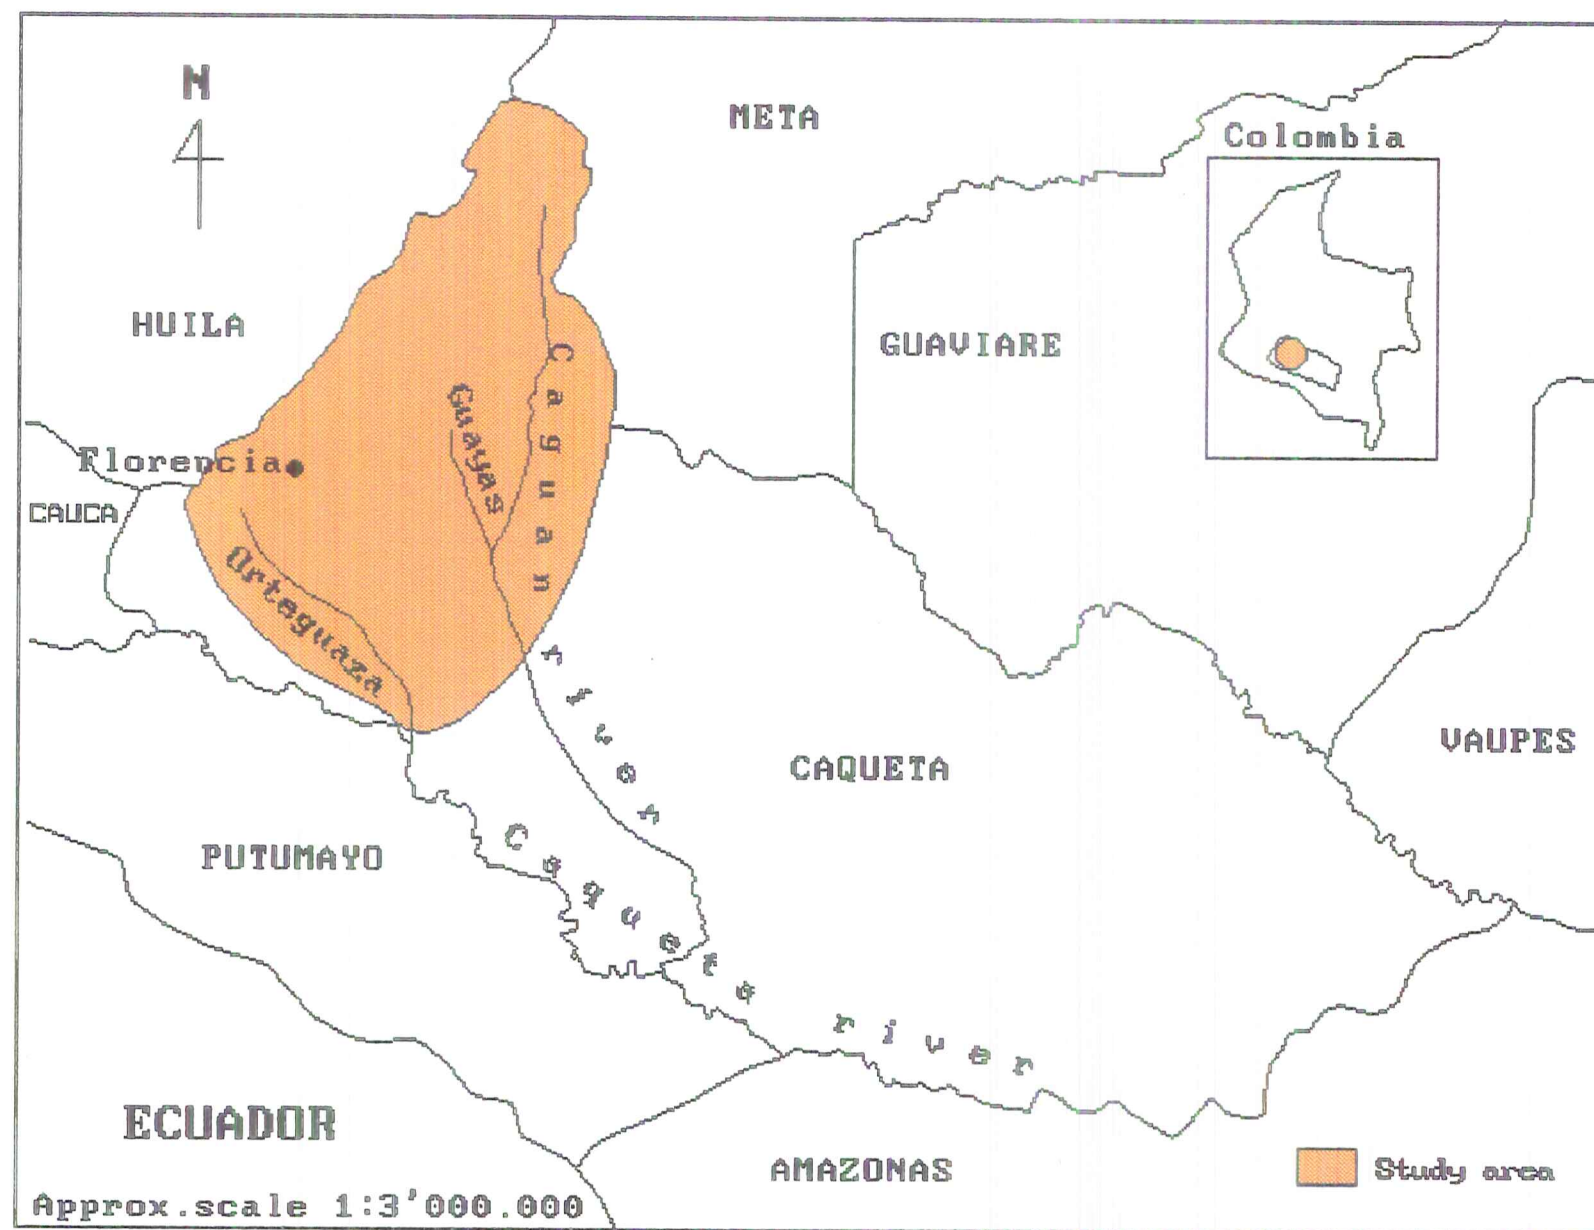 N
META
Colombia
HUILA
GUAVIARE
Caguan river
Guayas
Florencia
CAUCA
Orteguaza
VAUPES
CAQUETA
PUTUMAYO
Caqueta river
ECUADOR
AMAZONAS
Study area
Approx.scale 1:3'000.000